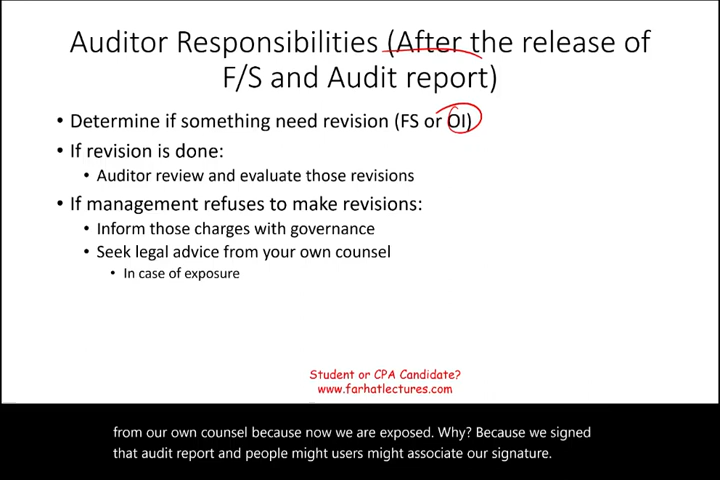 Auditor Responsibilities (After the release of
F/S and Audit report)
• Determine if something need revision (FS or OI)
• If revision is done:
• Auditor review and evaluate those revisions
• If management refuses to make revisions:
• Inform those charges with governance
• Seek legal advice from your own counsel
• In case of exposure
Student or CPA Candidate?
www.farhatlectures.com
from our own counsel because now we are exposed. Why? Because we signed
that audit report and people might users might associate our signature.